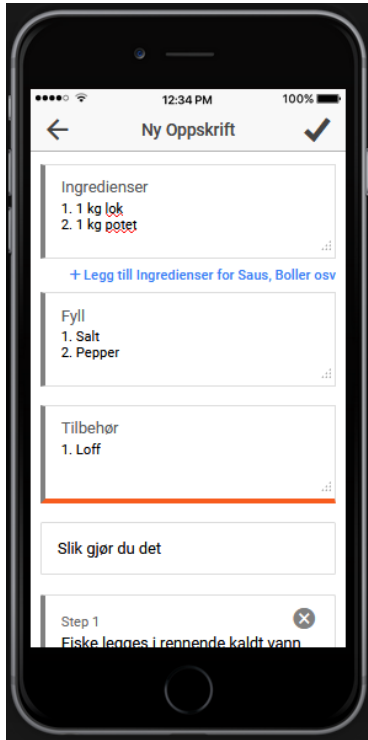 12:34 PM 100%
Ny Oppskrift
Ingredienser
1. 1 kg lok
2. 1 kg potet
+ Legg till Ingredienser for Saus, Boller osv
Fyll
1. Salt
2. Pepper
Tilbehør
1. Loff
Slik gjør du det
Step 1
Fiske legges i rennende kaldt vann